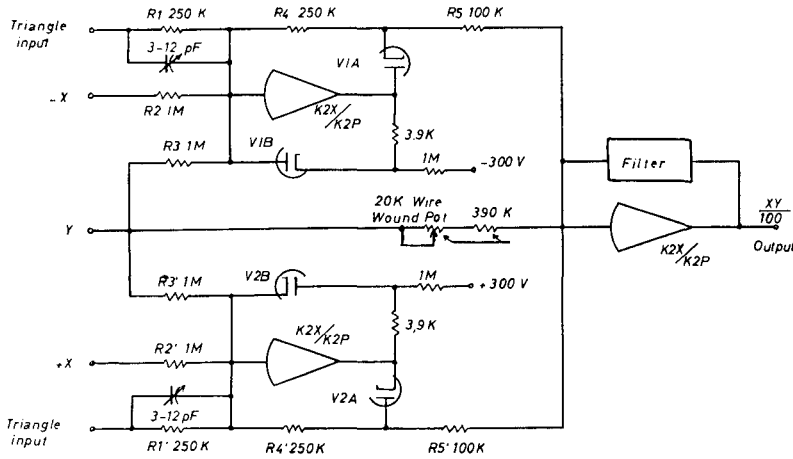 Triangle
input
R1 250 K
R4 250 K
R5 100 K
3-12 pF
V1A
-X
R2 1M
K2X/K2P
3.9K
R3 1M
V1B
1M
-300 V
Filter
20K Wire
Wound Pot
390 K
XY/100
Y
K2X/K2P
Output
V2B
1M
+300 V
R3' 1M
K2X/K2P
3,9K
R2' 1M
+X
3-12 pF
V2A
Triangle
input
R1' 250 K
R4' 250 K
R5' 100K